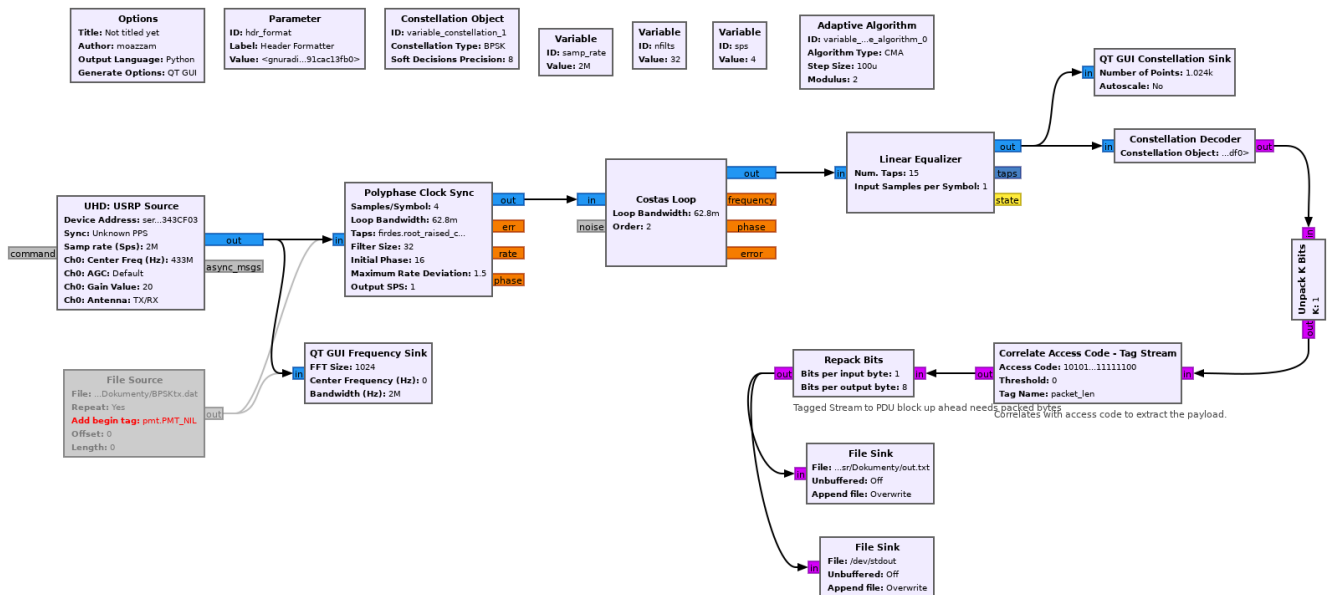 Options
Title: Not titled yet
Author: moazzam
Output Language: Python
Generate Options: QT GUI
Parameter
ID: hdr_format
Label: Header Formatter
Value: <gnuradi...91cac13fb0>
Constellation Object
ID: variable_constellation_1
Constellation Type: BPSK
Soft Decisions Precision: 8
Variable
ID: samp_rate
Value: 2M
Variable
ID: nfilts
Value: 32
Variable
ID: sps
Value: 4
Adaptive Algorithm
ID: variable_...e_algorithm_0
Algorithm Type: CMA
Step Size: 100u
Modulus: 2
in
QT GUI Constellation Sink
Number of Points: 1.024k
Autoscale: No
in
Constellation Decoder
Constellation Object: ...df0>
out
in
Linear Equalizer
Num. Taps: 15
Input Samples per Symbol: 1
out
taps
state
in
noise
Costas Loop
Loop Bandwidth: 62.8m
Order: 2
out
frequency
phase
error
in
Polyphase Clock Sync
Samples/Symbol: 4
Loop Bandwidth: 62.8m
Taps: firdes.root_raised_c...
Filter Size: 32
Initial Phase: 16
Maximum Rate Deviation: 1.5
Output SPS: 1
out
err
rate
phase
command
UHD: USRP Source
Device Address: ser...343CF03
Sync: Unknown PPS
Samp rate (Sps): 2M
Ch0: Center Freq (Hz): 433M
Ch0: AGC: Default
Ch0: Gain Value: 20
Ch0: Antenna: TX/RX
out
async_msgs
in
Unpack K Bits
K: 1
out
in
QT GUI Frequency Sink
FFT Size: 1024
Center Frequency (Hz): 0
Bandwidth (Hz): 2M
File Source
File: ...Dokumenty/BPSKtx.dat
Repeat: Yes
Add begin tag: pmt.PMT_NIL
Offset: 0
Length: 0
out
out
Repack Bits
Bits per input byte: 1
Bits per output byte: 8
in
Tagged Stream to PDU block up ahead needs packed bytes
out
Correlate Access Code - Tag Stream
Access Code: 10101...11111100
Threshold: 0
Tag Name: packet_len
in
Correlates with access code to extract the payload.
in
File Sink
File: ...sr/Dokumenty/out.txt
Unbuffered: Off
Append file: Overwrite
in
File Sink
File: /dev/stdout
Unbuffered: Off
Append file: Overwrite